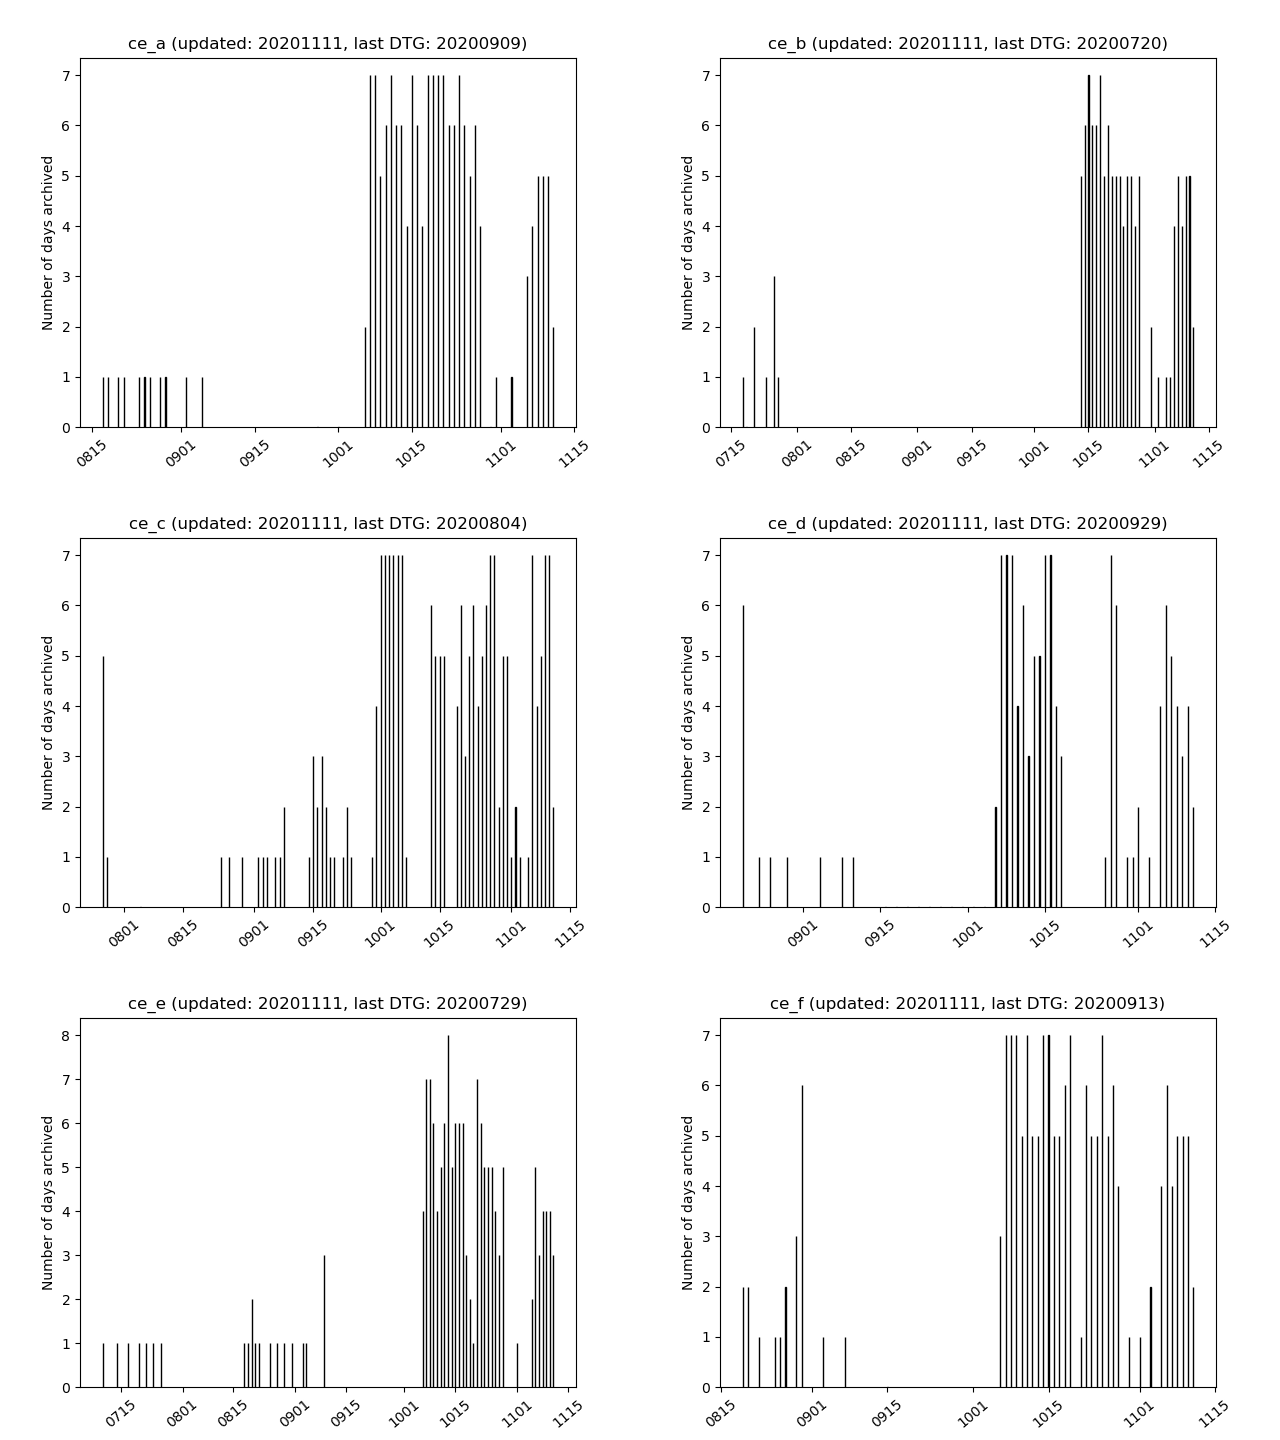 ce_a (updated: 20201111, last DTG: 20200909)
Number of days archived
7
6
5
4
3
2
1
0
0815 0901 0915 1001 1015 1101 1115
ce_b (updated: 20201111, last DTG: 20200720)
Number of days archived
7
6
5
4
3
2
1
0
0715 0801 0815 0901 0915 1001 1015 1101 1115
ce_c (updated: 20201111, last DTG: 20200804)
Number of days archived
7
6
5
4
3
2
1
0
0801 0815 0901 0915 1001 1015 1101 1115
ce_d (updated: 20201111, last DTG: 20200929)
Number of days archived
7
6
5
4
3
2
1
0
0901 0915 1001 1015 1101 1115
ce_e (updated: 20201111, last DTG: 20200729)
Number of days archived
8
7
6
5
4
3
2
1
0
0715 0801 0815 0901 0915 1001 1015 1101 1115
ce_f (updated: 20201111, last DTG: 20200913)
Number of days archived
7
6
5
4
3
2
1
0
0815 0901 0915 1001 1015 1101 1115